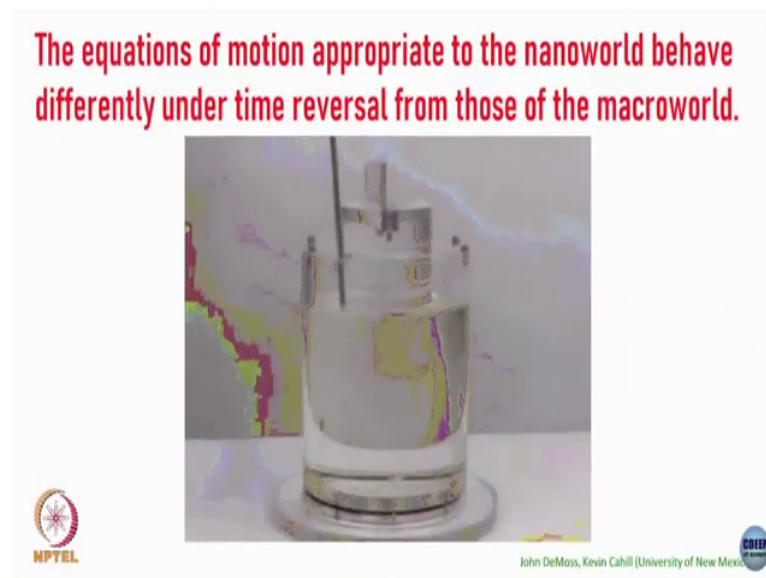 The equations of motion appropriate to the nanoworld behave
differently under time reversal from those of the macroworld.
NPTEL
CDEEP
John DeMoss, Kevin Cahill (University of New Mexic